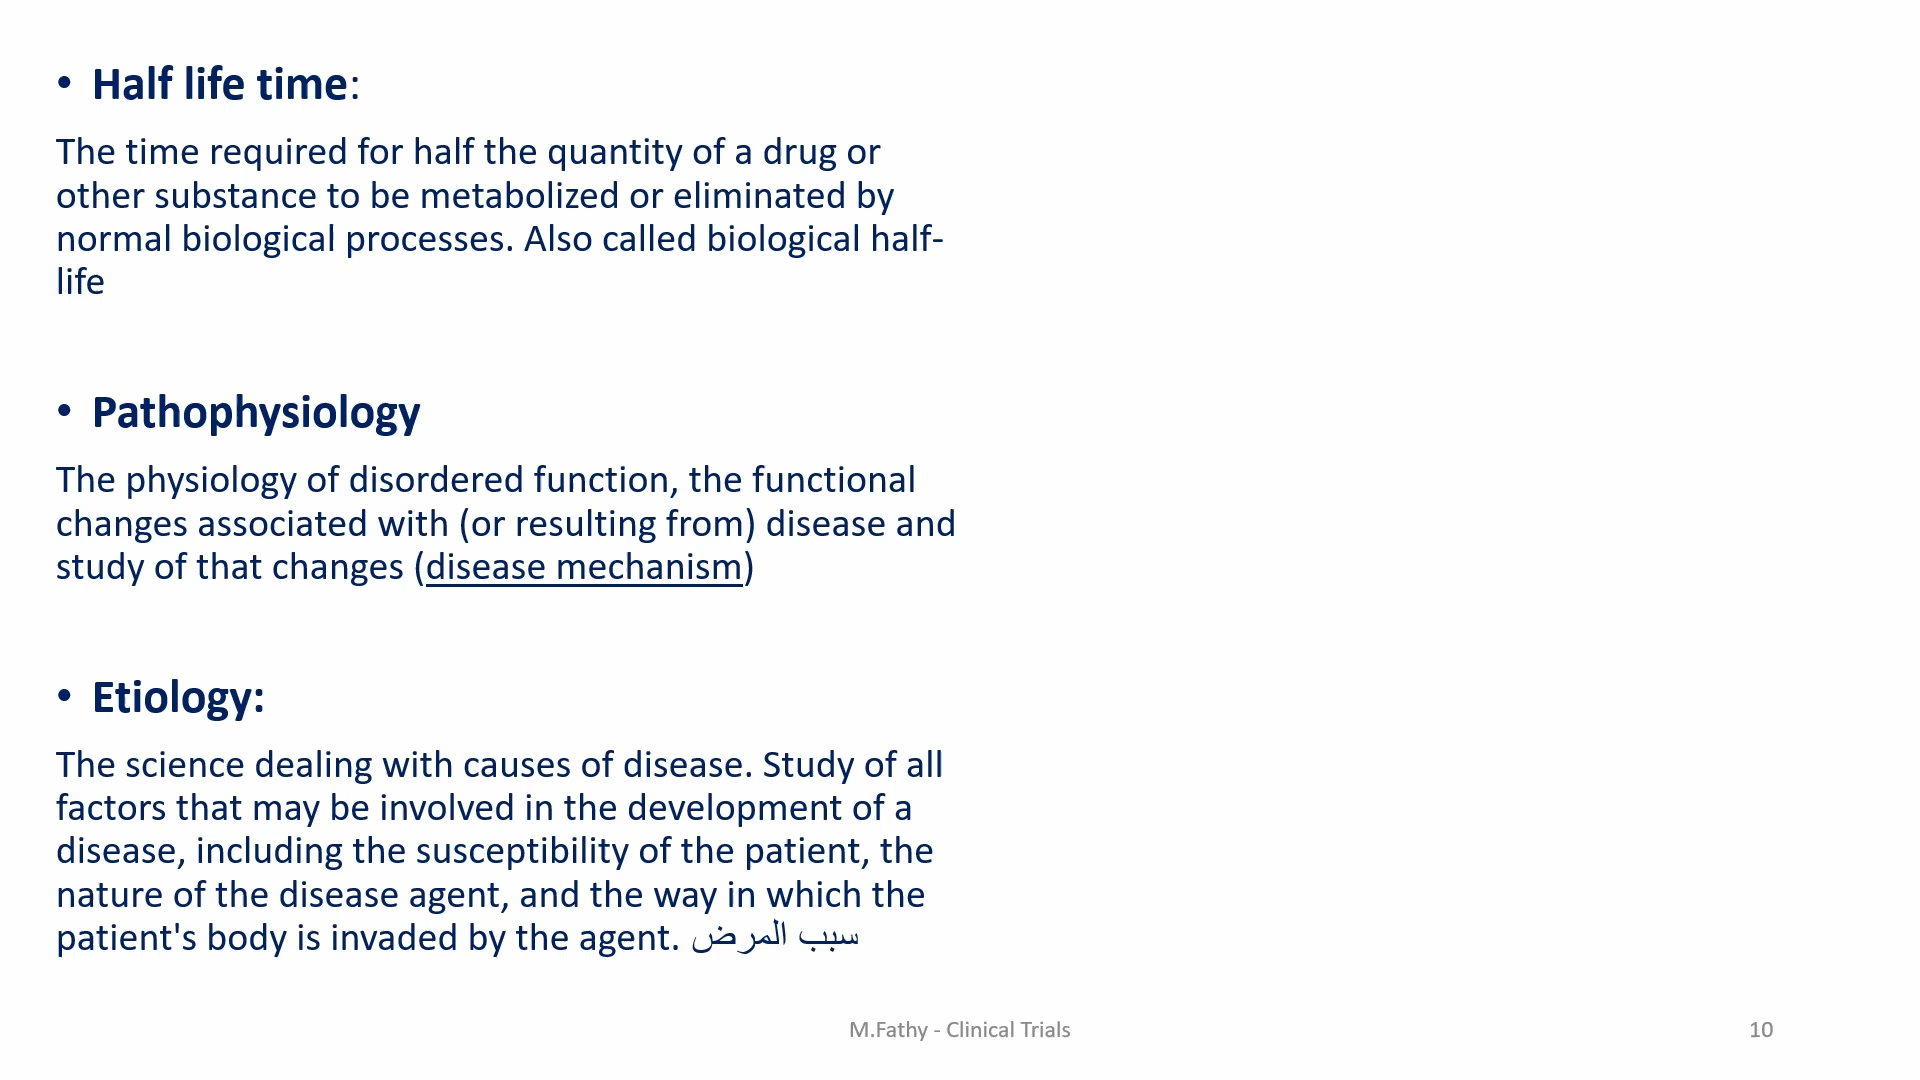 • Half life time:
The time required for half the quantity of a drug or
other substance to be metabolized or eliminated by
normal biological processes. Also called biological half-
life
• Pathophysiology
The physiology of disordered function, the functional
changes associated with (or resulting from) disease and
study of that changes (disease mechanism)
• Etiology:
The science dealing with causes of disease. Study of all
factors that may be involved in the development of a
disease, including the susceptibility of the patient, the
nature of the disease agent, and the way in which the
patient's body is invaded by the agent. سبب المرض
M.Fathy - Clinical Trials
10